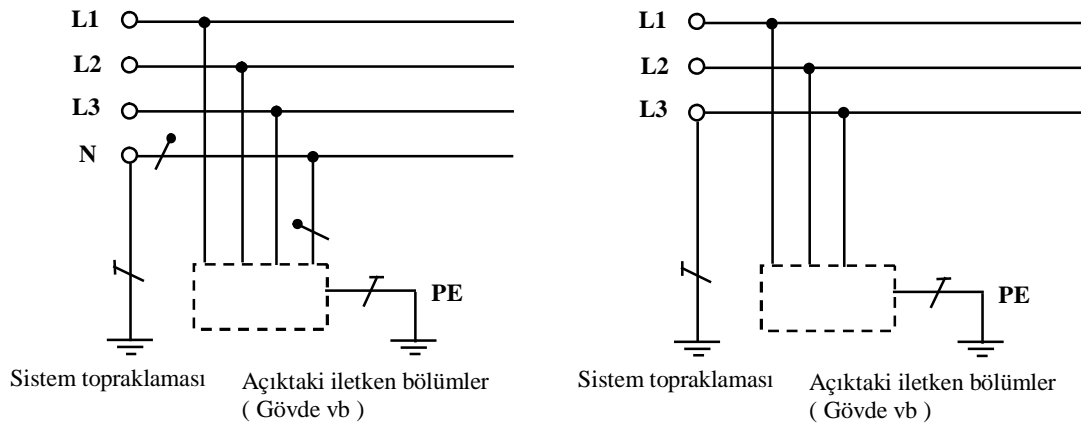 L1
L2
L3
N
PE
Sistem topraklaması
Açıktaki iletken bölümler
( Gövde vb )
L1
L2
L3
PE
Sistem topraklaması
Açıktaki iletken bölümler
( Gövde vb )